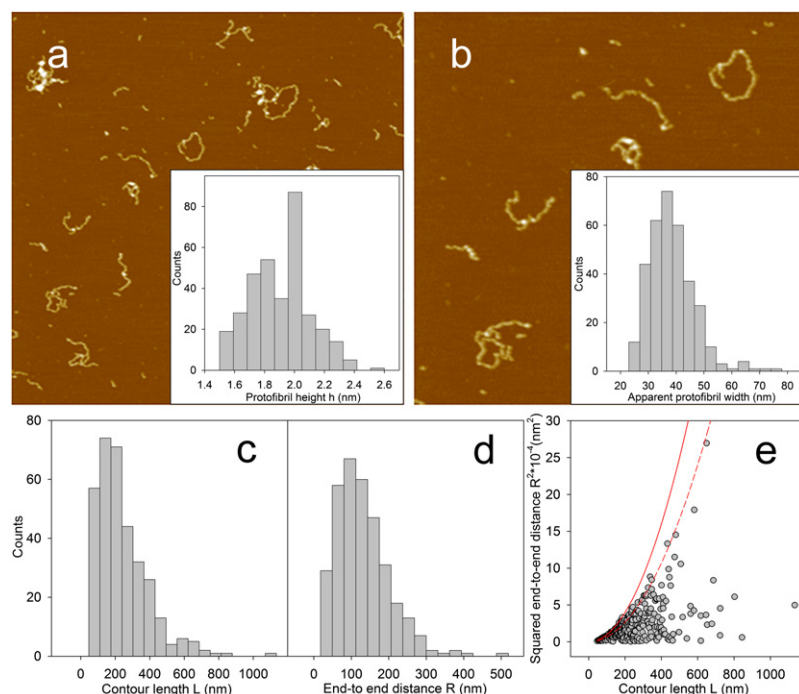 a
b
Counts
80
60
40
20
0
1.4 1.6 1.8 2.0 2.2 2.4 2.6
Protofibril height h (nm)
Counts
80
60
40
20
0
20 30 40 50 60 70 80
Apparent protofibril width (nm)
c
Counts
80
60
40
20
0
0 200 400 600 800 1000
Contour length L (nm)
d
0 100 200 300 400 500
End-to end distance R (nm)
e
Squared end-to-end distance R²*10⁻⁴(nm²)
30
25
20
15
10
5
0
0 200 400 600 800 1000
Contour length L (nm)